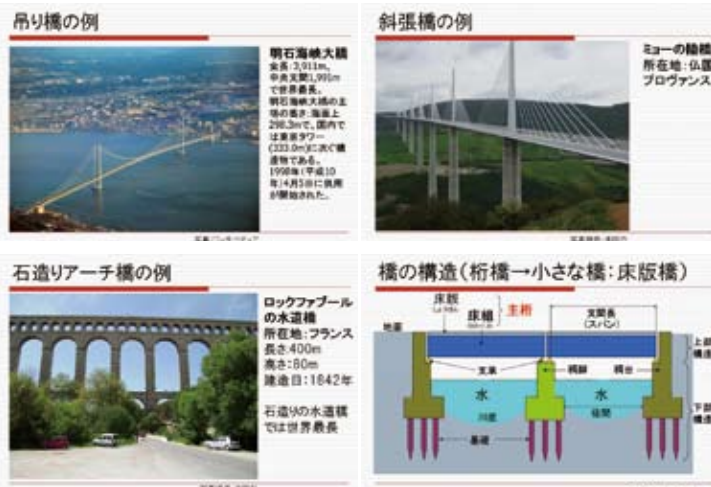 吊り橋の例
明石海峡大橋
全長:3,911m。
中央支間1,991m
で世界最長。
明石海峡大橋の主
塔の高さ:海面上
298.3mで、国内で
は東京タワー
(333.0m)に次ぐ構
造物である。
1998年(平成10
年)4月5日に供用
が開始された。
斜張橋の例
ミョーの陸橋
所在地:仏国
プロヴァンス
石造りアーチ橋の例
ロックファブール
の水道橋
所在地:フランス
長さ:400m
高さ:80m
建造日:1842年
石造りの水道橋
では世界最長
橋の構造(桁橋→小さな橋:床版橋)
床版
床組
主桁
支間長
(スパン)
地面
上部
構造
支承
橋脚
橋台
水
水
川底
径間
下部
構造
基礎